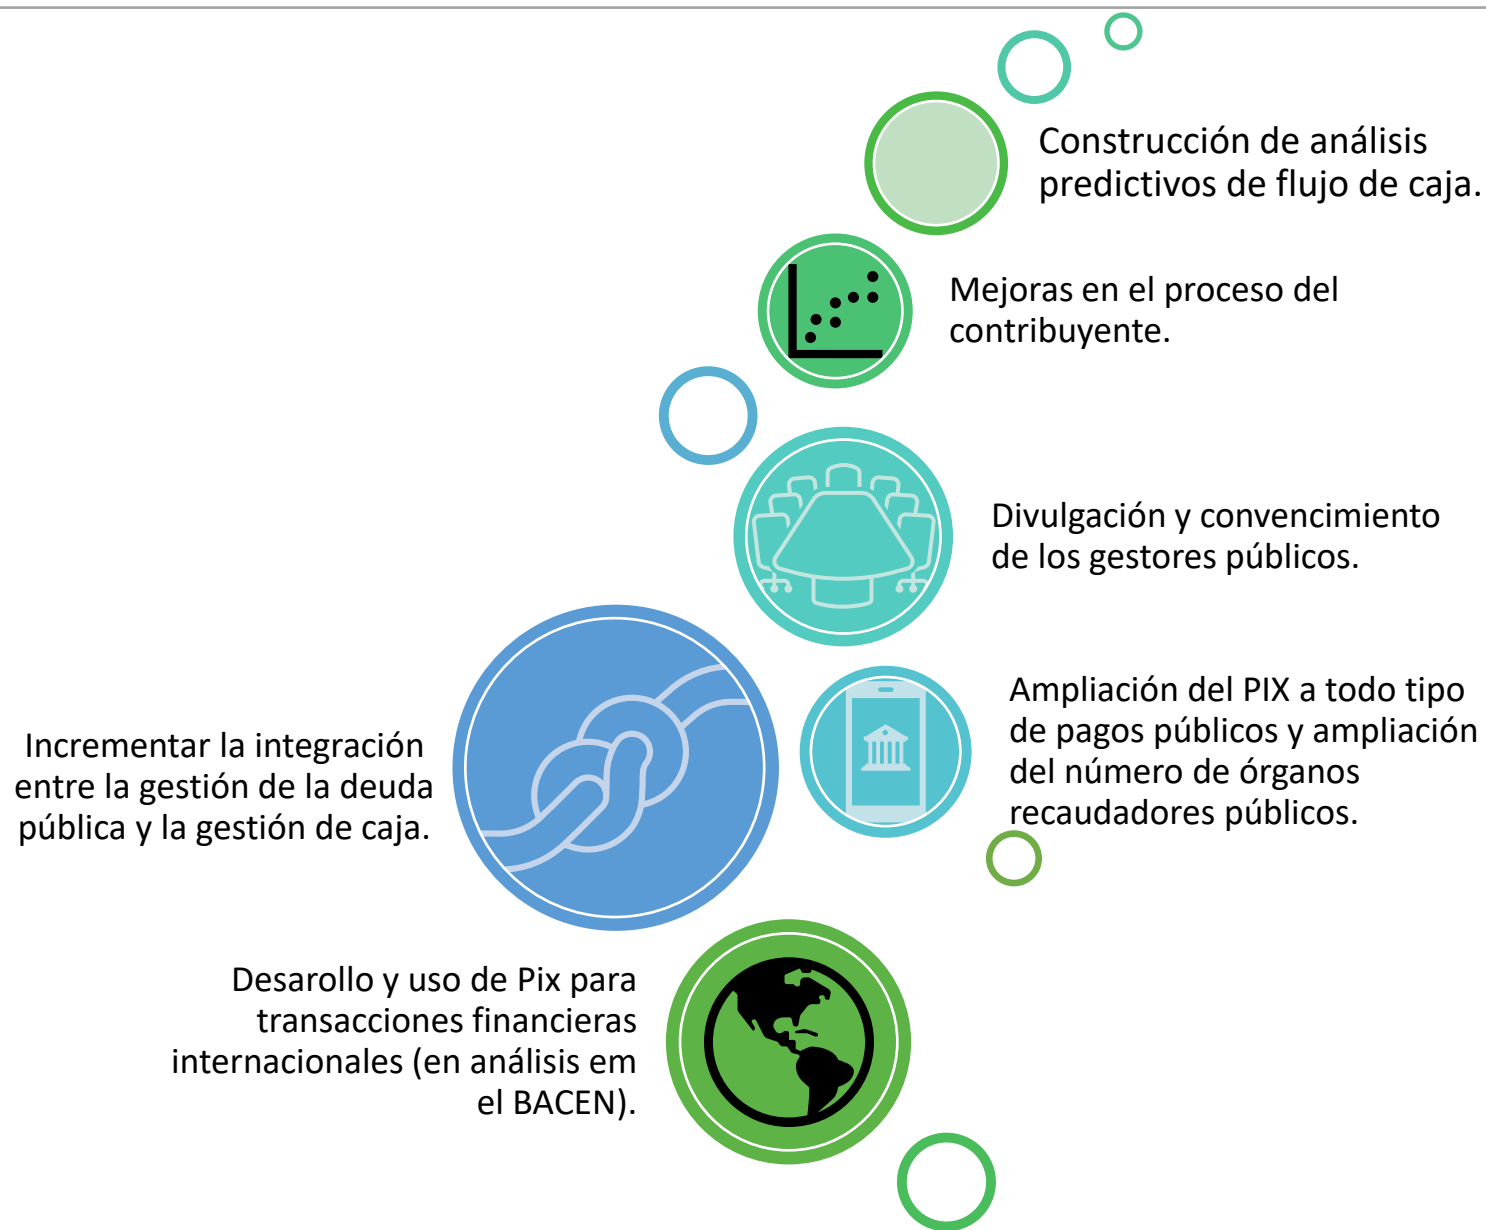 Construcción de análisis
predictivos de flujo de caja.
Mejoras en el proceso del
contribuyente.
Divulgación y convencimiento
de los gestores públicos.
Ampliación del PIX a todo tipo
de pagos públicos y ampliación
del número de órganos
recaudadores públicos.
Incrementar la integración
entre la gestión de la deuda
pública y la gestión de caja.
Desarollo y uso de Pix para
transacciones financieras
internacionales (en análisis em
el BACEN).